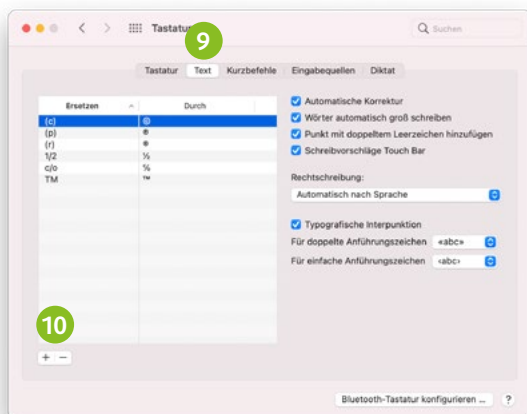 Tastatur
Suchen
9
Tastatur Text Kurzbefehle Eingabequellen Diktat
Ersetzen Durch
(c) ©
(p) ℗
(r) ®
1/2 ½
c/o ℅
TM ™
Automatische Korrektur
Wörter automatisch groß schreiben
Punkt mit doppeltem Leerzeichen hinzufügen
Schreibvorschläge Touch Bar
Rechtschreibung:
Automatisch nach Sprache
Typografische Interpunktion
Für doppelte Anführungszeichen «abc»
Für einfache Anführungszeichen ‹abc›
10
+ −
Bluetooth-Tastatur konfigurieren ... ?